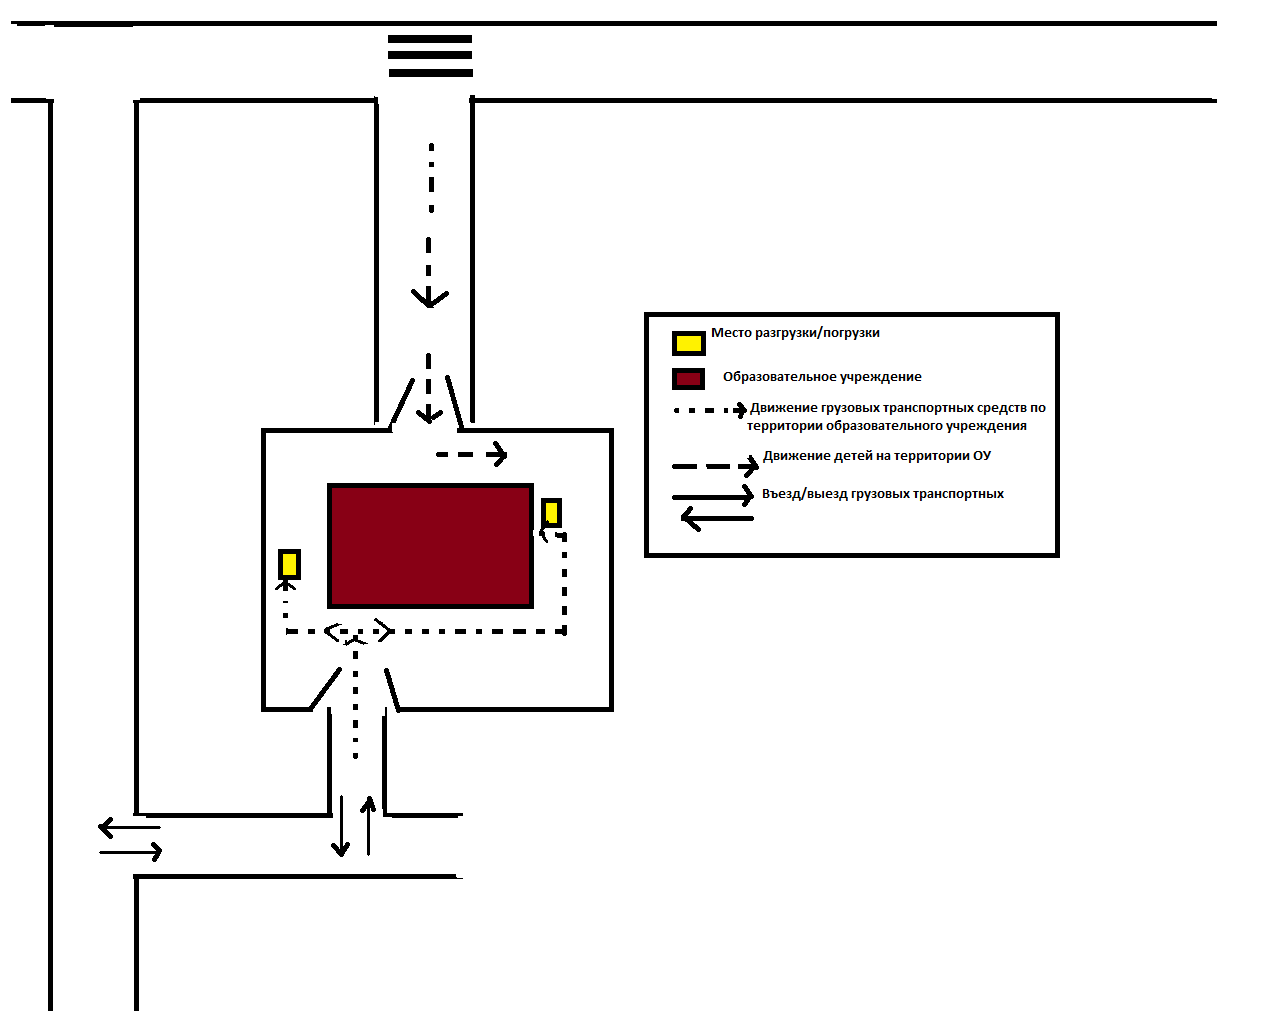 Место разгрузки/погрузки
Образовательное учреждение
Движение грузовых транспортных средств по
территории образовательного учреждения
Движение детей на территории ОУ
Въезд/выезд грузовых транспортных